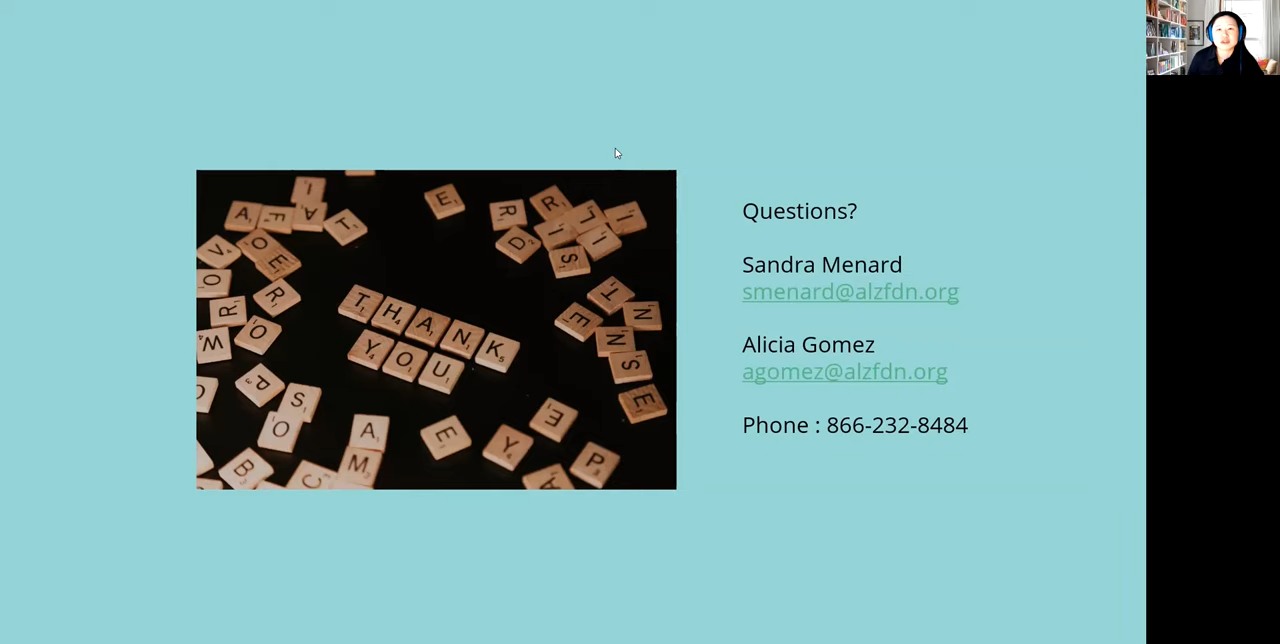 THANK
YOU
Questions?
Sandra Menard
smenard@alzfdn.org
Alicia Gomez
agomez@alzfdn.org
Phone : 866-232-8484